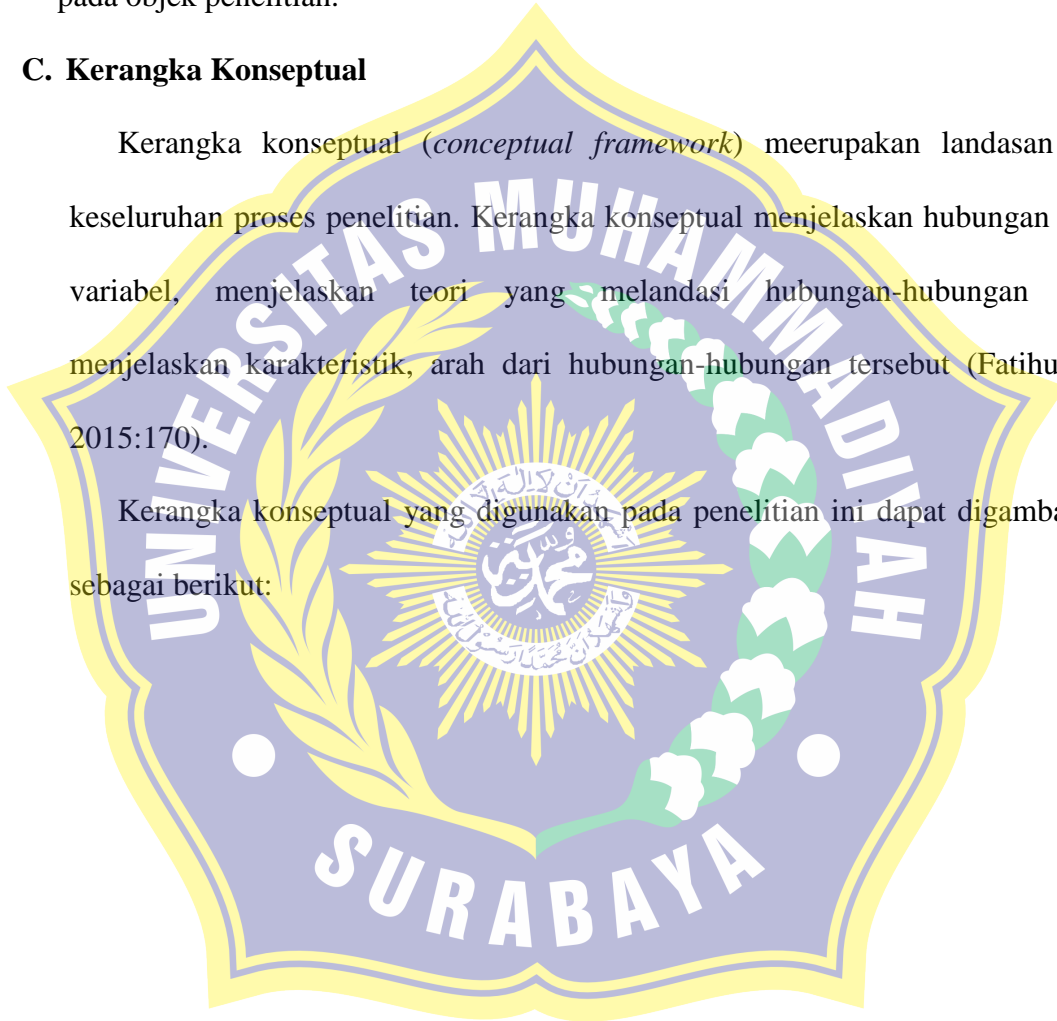 pada objek penelitian.
C. Kerangka Konseptual
Kerangka konseptual (conceptual framework) meerupakan landasan
keseluruhan proses penelitian. Kerangka konseptual menjelaskan hubungan
variabel, menjelaskan teori yang melandasi hubungan-hubungan
menjelaskan karakteristik, arah dari hubungan-hubungan tersebut (Fatihu
2015:170).
Kerangka konseptual yang digunakan pada penelitian ini dapat digamba
sebagai berikut:
UNIVERSITAS MUHAMMADIYAH
SURABAYA